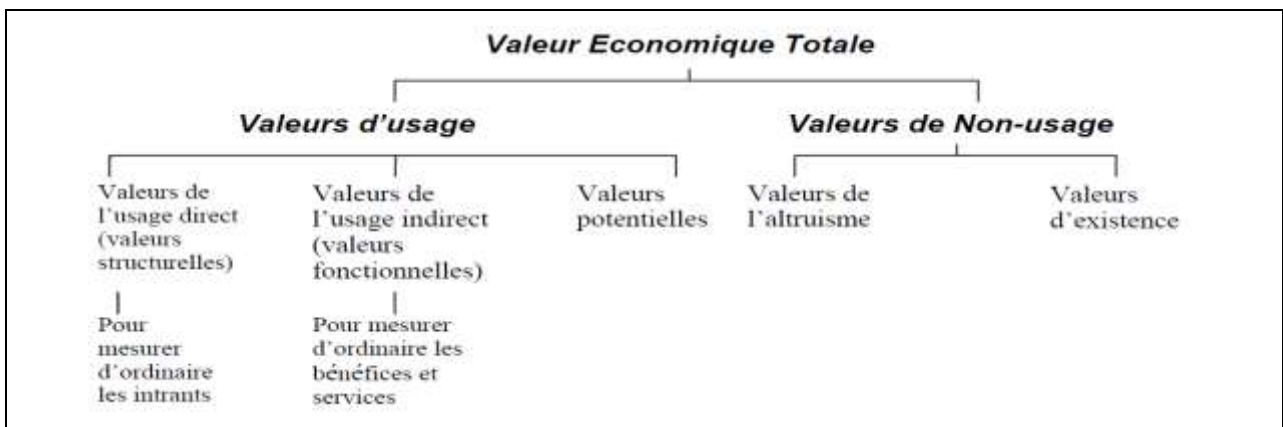 Valeur Economique Totale
Valeurs d'usage
Valeurs de Non-usage
Valeurs de
l'usage direct
(valeurs
structurelles)
Valeurs de
l'usage indirect
(valeurs
fonctionnelles)
Valeurs
potentielles
Valeurs de
l'altruisme
Valeurs
d'existence
Pour
mesurer
d'ordinaire
les intrants
Pour mesurer
d'ordinaire les
bénéfices et
services